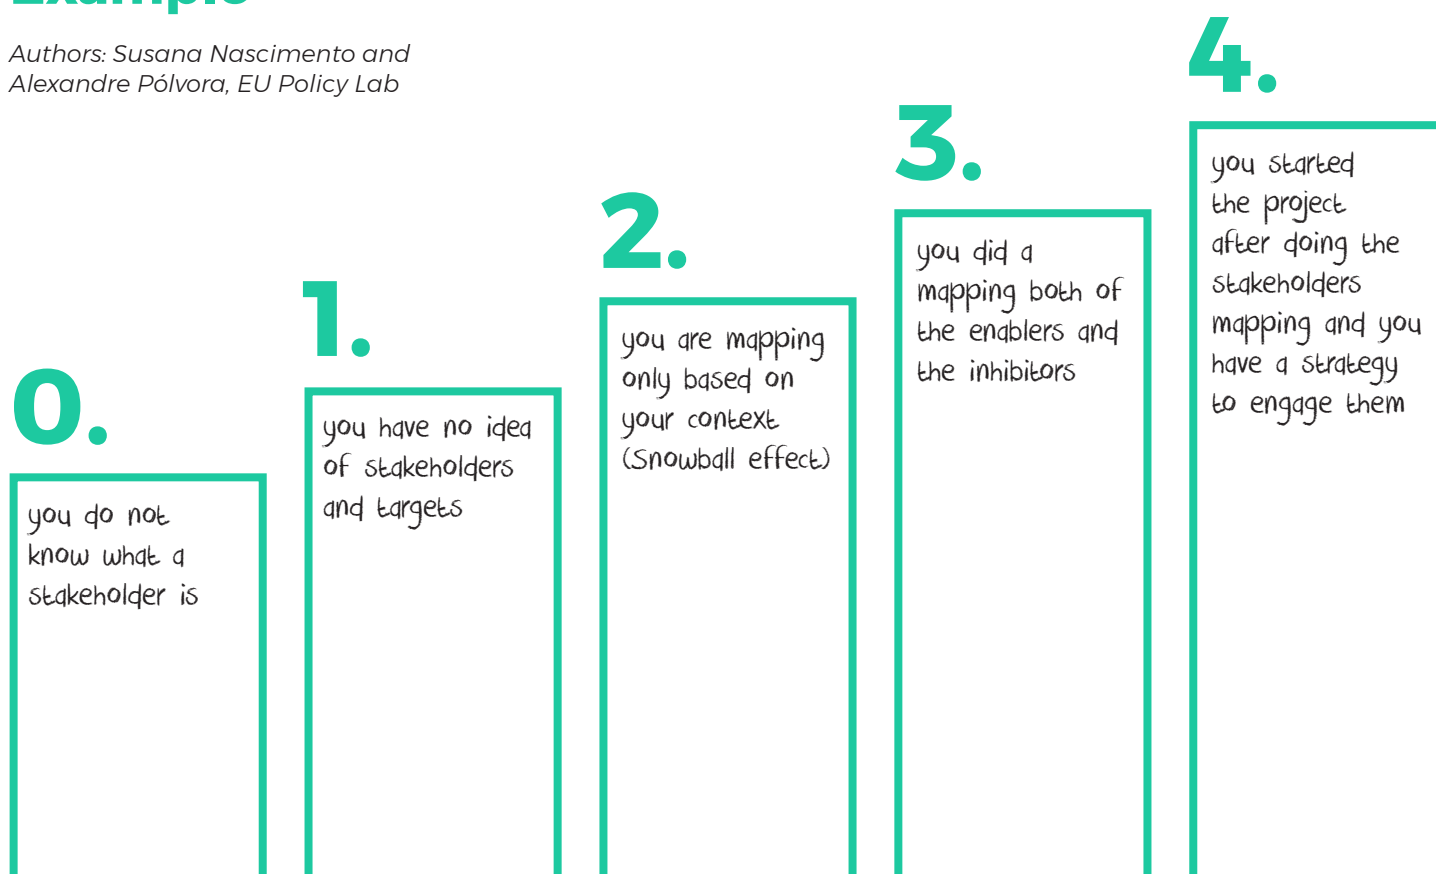 Example
Authors: Susana Nascimento and
Alexandre Pólvora, EU Policy Lab
0.
you do not
know what a
stakeholder is
1.
you have no idea
of stakeholders
and targets
2.
you are mapping
only based on
your context
(Snowball effect)
3.
you did a
mapping both of
the enablers and
the inhibitors
4.
you started
the project
after doing the
stakeholders
mapping and you
have a strategy
to engage them